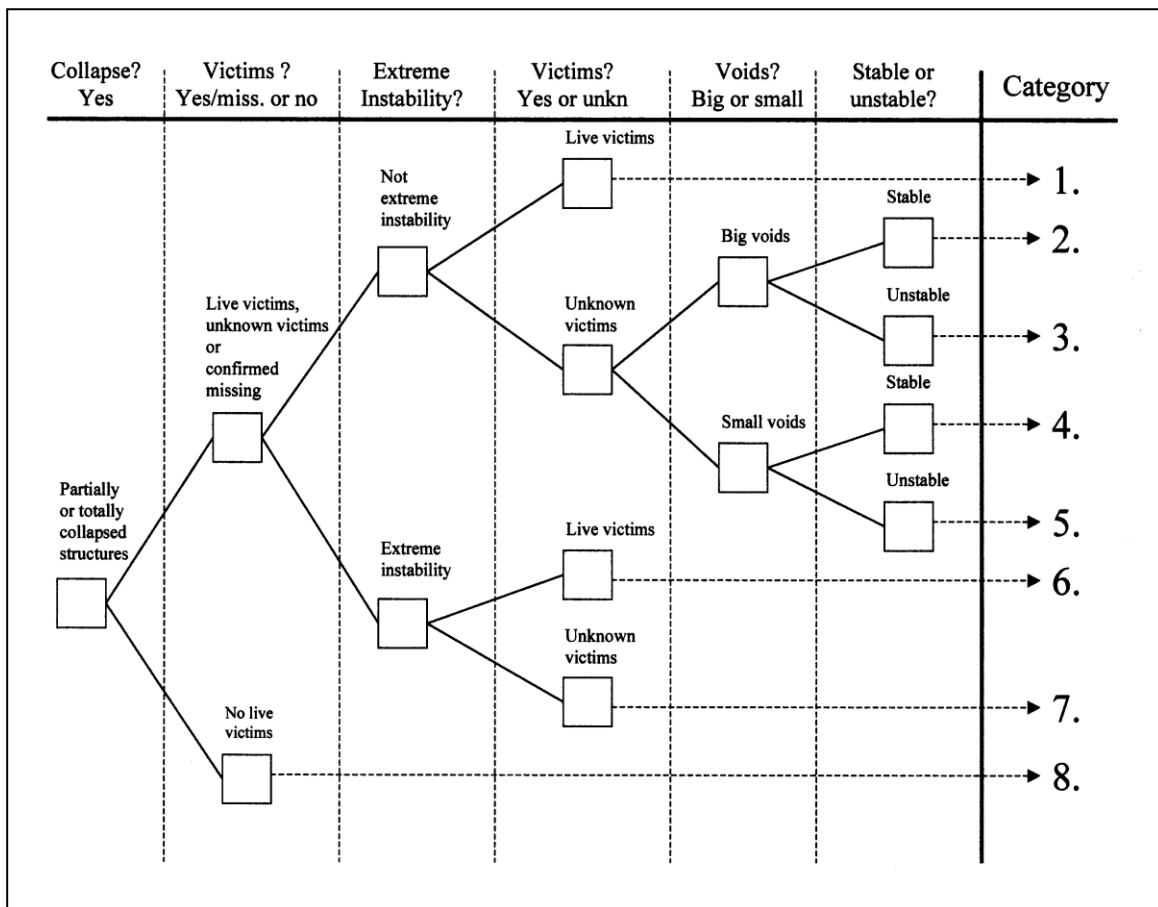 Collapse?
Yes
Victims ?
Yes/miss. or no
Extreme
Instability?
Victims?
Yes or unkn
Voids?
Big or small
Stable or
unstable?
Category
Live victims
1.
Not
extreme
instability
Stable
2.
Big voids
Live victims,
unknown victims
or
confirmed
missing
Unknown
victims
Unstable
3.
Stable
4.
Small voids
Partially
or totally
collapsed
structures
Unstable
5.
Live victims
6.
Extreme
instability
Unknown
victims
7.
No live
victims
8.